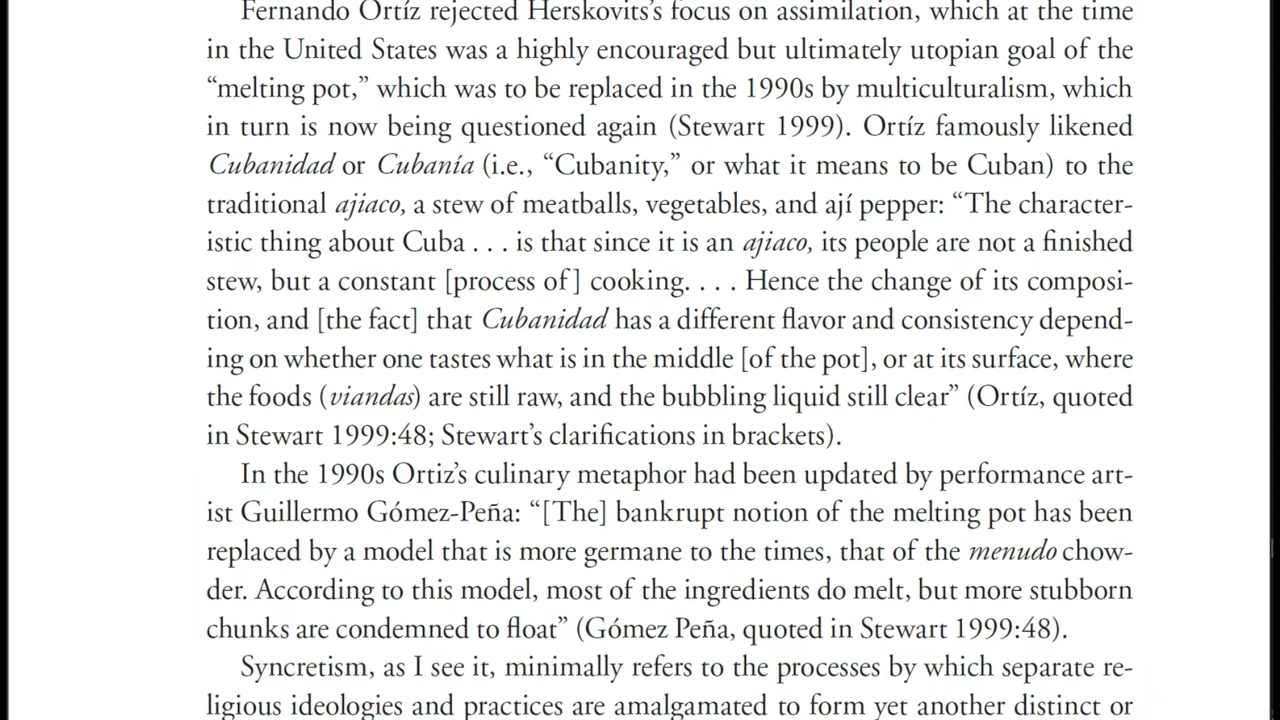 Fernando Ortíz rejected Herskovits's focus on assimilation, which at the time
in the United States was a highly encouraged but ultimately utopian goal of the
“melting pot,” which was to be replaced in the 1990s by multiculturalism, which
in turn is now being questioned again (Stewart 1999). Ortíz famously likened
Cubanidad or Cubanía (i.e., “Cubanity,” or what it means to be Cuban) to the
traditional ajiaco, a stew of meatballs, vegetables, and ají pepper: “The character-
istic thing about Cuba . . . is that since it is an ajiaco, its people are not a finished
stew, but a constant [process of] cooking. . . . Hence the change of its composi-
tion, and [the fact] that Cubanidad has a different flavor and consistency depend-
ing on whether one tastes what is in the middle [of the pot], or at its surface, where
the foods (viandas) are still raw, and the bubbling liquid still clear” (Ortíz, quoted
in Stewart 1999:48; Stewart's clarifications in brackets).
In the 1990s Ortiz's culinary metaphor had been updated by performance art-
ist Guillermo Gómez-Peña: “[The] bankrupt notion of the melting pot has been
replaced by a model that is more germane to the times, that of the menudo chow-
der. According to this model, most of the ingredients do melt, but more stubborn
chunks are condemned to float” (Gómez Peña, quoted in Stewart 1999:48).
Syncretism, as I see it, minimally refers to the processes by which separate re-
ligious ideologies and practices are amalgamated to form yet another distinct or